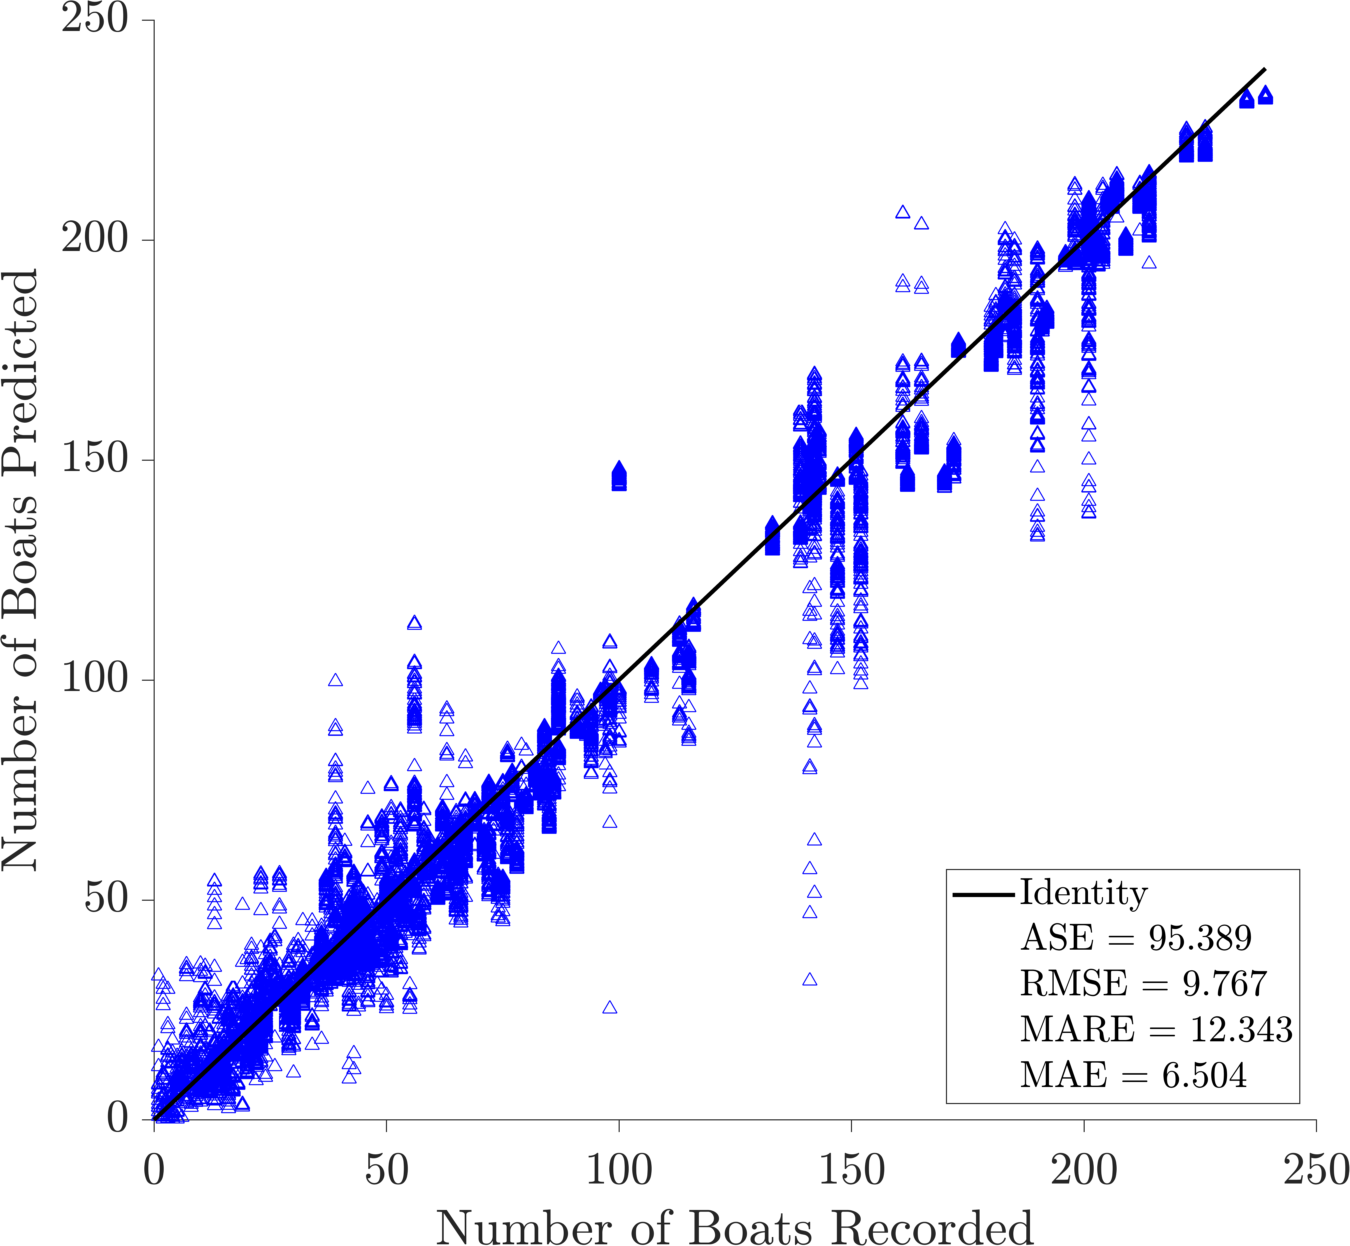 250
200
150
100
50
0
0 50 100 150 200 250
Number of Boats Predicted
Number of Boats Recorded
Identity
ASE = 95.389
RMSE = 9.767
MARE = 12.343
MAE = 6.504